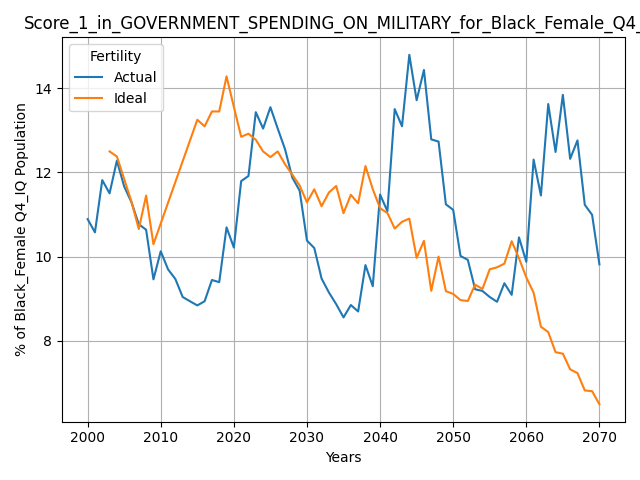 Score_1_in_GOVERNMENT_SPENDING_ON_MILITARY_for_Black_Female_Q4_
Fertility
Actual
Ideal
14
12
10
8
% of Black_Female Q4_IQ Population
2000 2010 2020 2030 2040 2050 2060 2070
Years